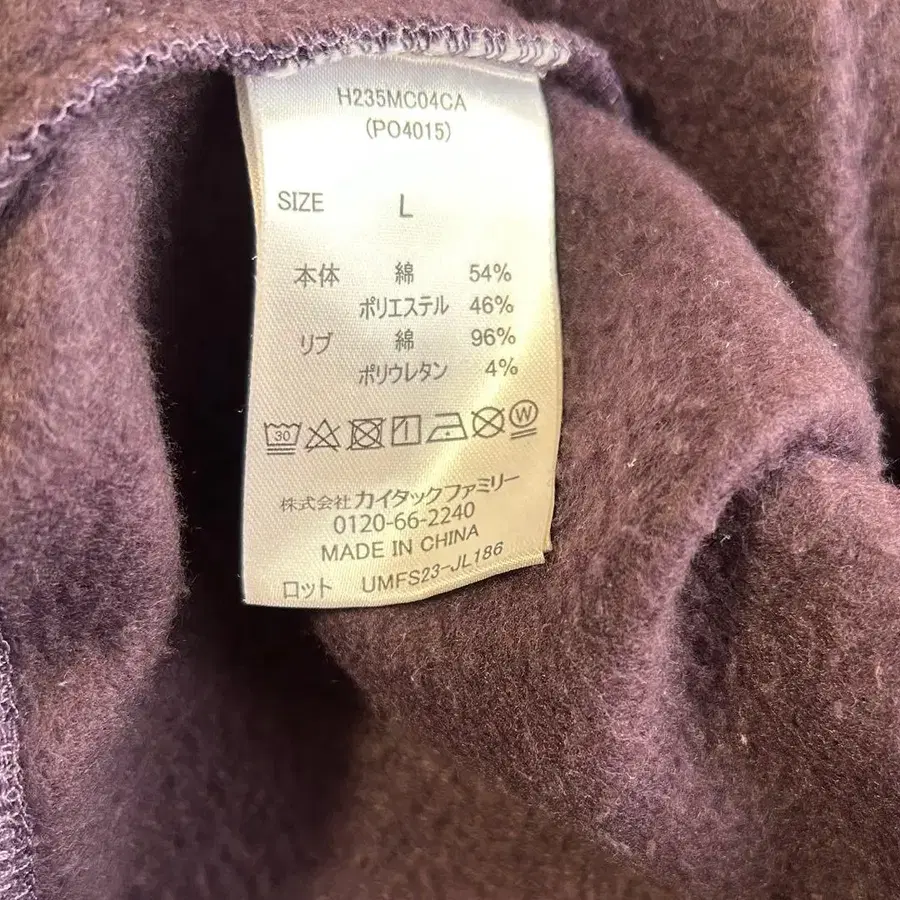 H235MC04CA
(PO4015)
SIZE L
本体 綿 54%
ポリエステル 46%
リブ 綿 96%
ポリウレタン 4%
30 W
株式会社カイタックファミリー
0120-66-2240
MADE IN CHINA
ロット UMFS23-JL186